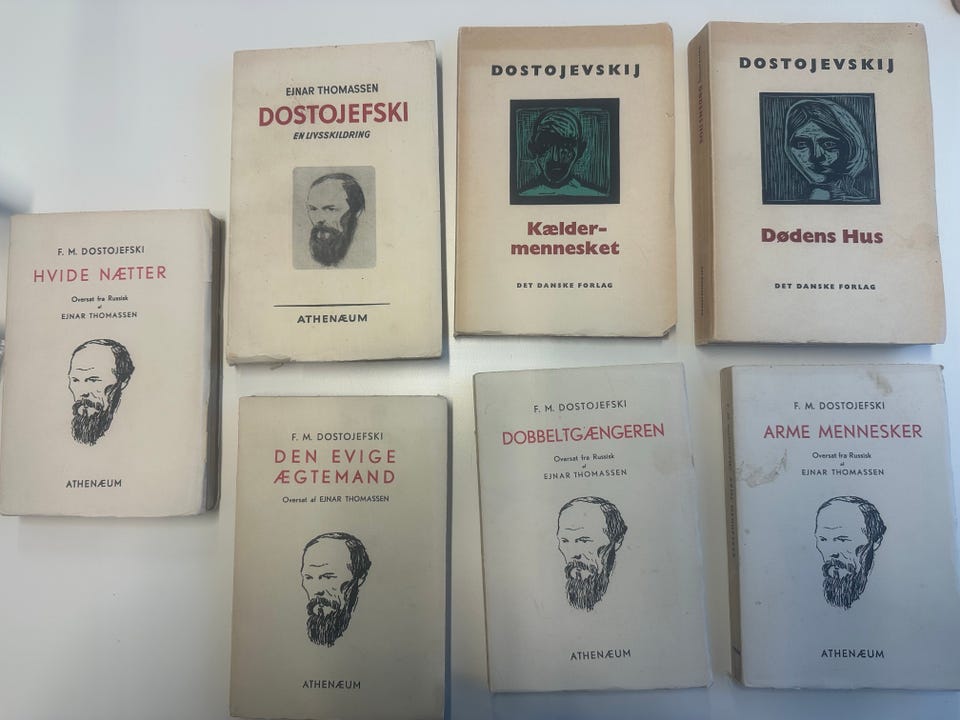 EJNAR THOMASSEN
DOSTOJEFSKI
EN LIVSSKILDRING
ATHENÆUM
DOSTOJEVSKIJ
Kælder-
mennesket
DET DANSKE FORLAG
DOSTOJEVSKIJ
Dødens Hus
DET DANSKE FORLAG
F. M. DOSTOJEFSKI
HVIDE NÆTTER
Oversat fra Russisk
af
EJNAR THOMASSEN
ATHENÆUM
F. M. DOSTOJEFSKI
DEN EVIGE
ÆGTEMAND
Oversat af EJNAR THOMASSEN
ATHENÆUM
F. M. DOSTOJEFSKI
DOBBELTGÆNGEREN
Oversat fra Russisk
af
EJNAR THOMASSEN
ATHENÆUM
F. M. DOSTOJEFSKI
ARME MENNESKER
Oversat fra Russisk
af
EJNAR THOMASSEN
ATHENÆUM